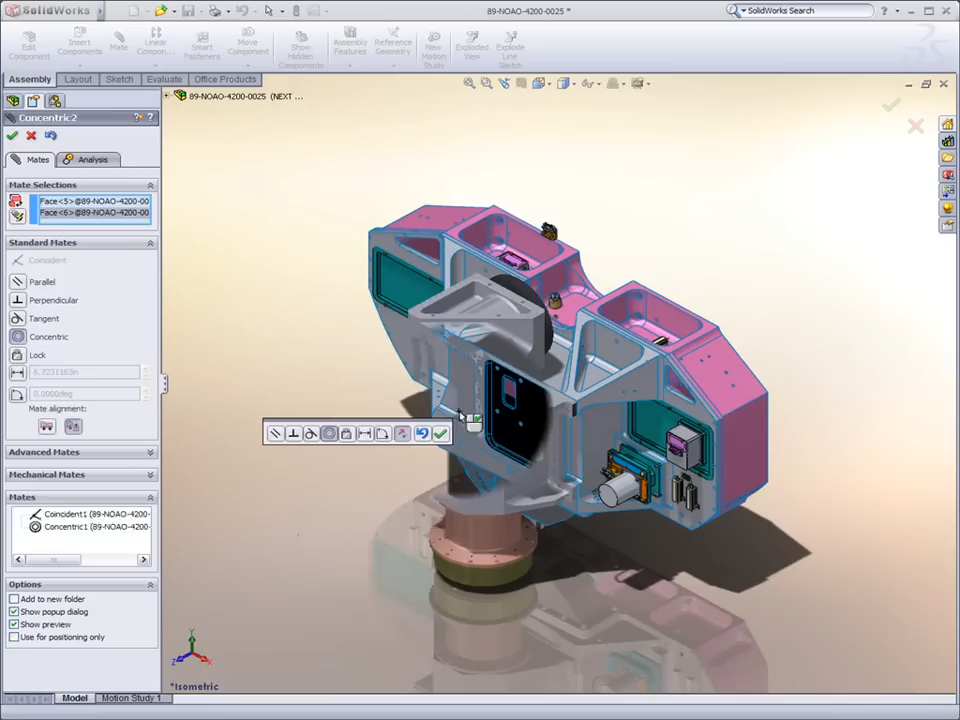 SolidWorks
89-NOAO-4200-0025 *
SolidWorks Search
Edit Component
Insert Components
Mate
Linear Compon...
Smart Fasteners
Move Component
Show Hidden Components
Assembly Features
Reference Geometry
New Motion Study
Exploded View
Explode Line Sketch
Assembly
Layout
Sketch
Evaluate
Office Products
89-NOAO-4200-0025 (NEXT ...
Concentric2
Mates
Analysis
Mate Selections
Face<5>@89-NOAO-4200-00
Face<6>@89-NOAO-4200-00
Standard Mates
Coincident
Parallel
Perpendicular
Tangent
Concentric
Lock
6.7231163in
0.0000deg
Mate alignment:
Advanced Mates
Mechanical Mates
Mates
Coincident1 (89-NOAO-4200-
Concentric1 (89-NOAO-4200-
Options
Add to new folder
Show popup dialog
Show preview
Use for positioning only
Y
Z
X
*Isometric
Model
Motion Study 1